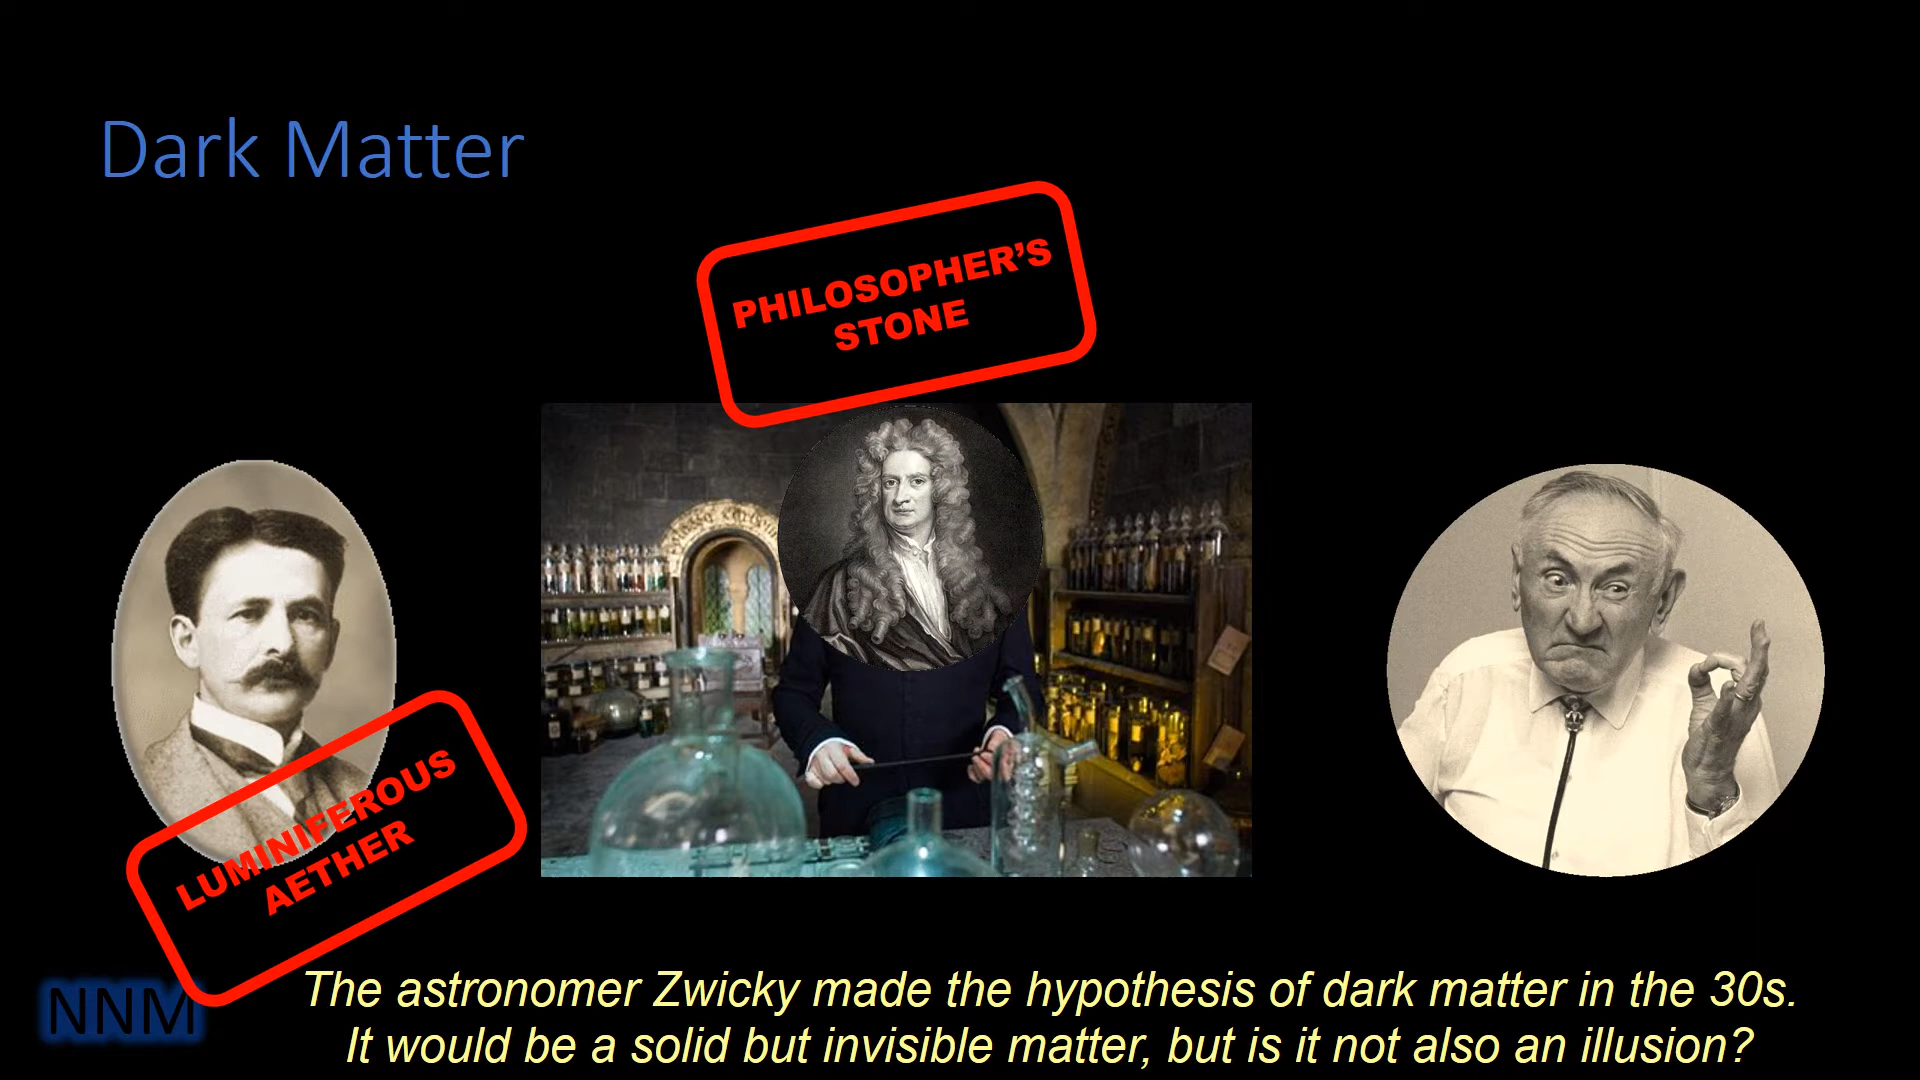 Dark Matter
PHILOSOPHER’S
STONE
LUMINIFEROUS
AETHER
NNM
The astronomer Zwicky made the hypothesis of dark matter in the 30s.
It would be a solid but invisible matter, but is it not also an illusion?